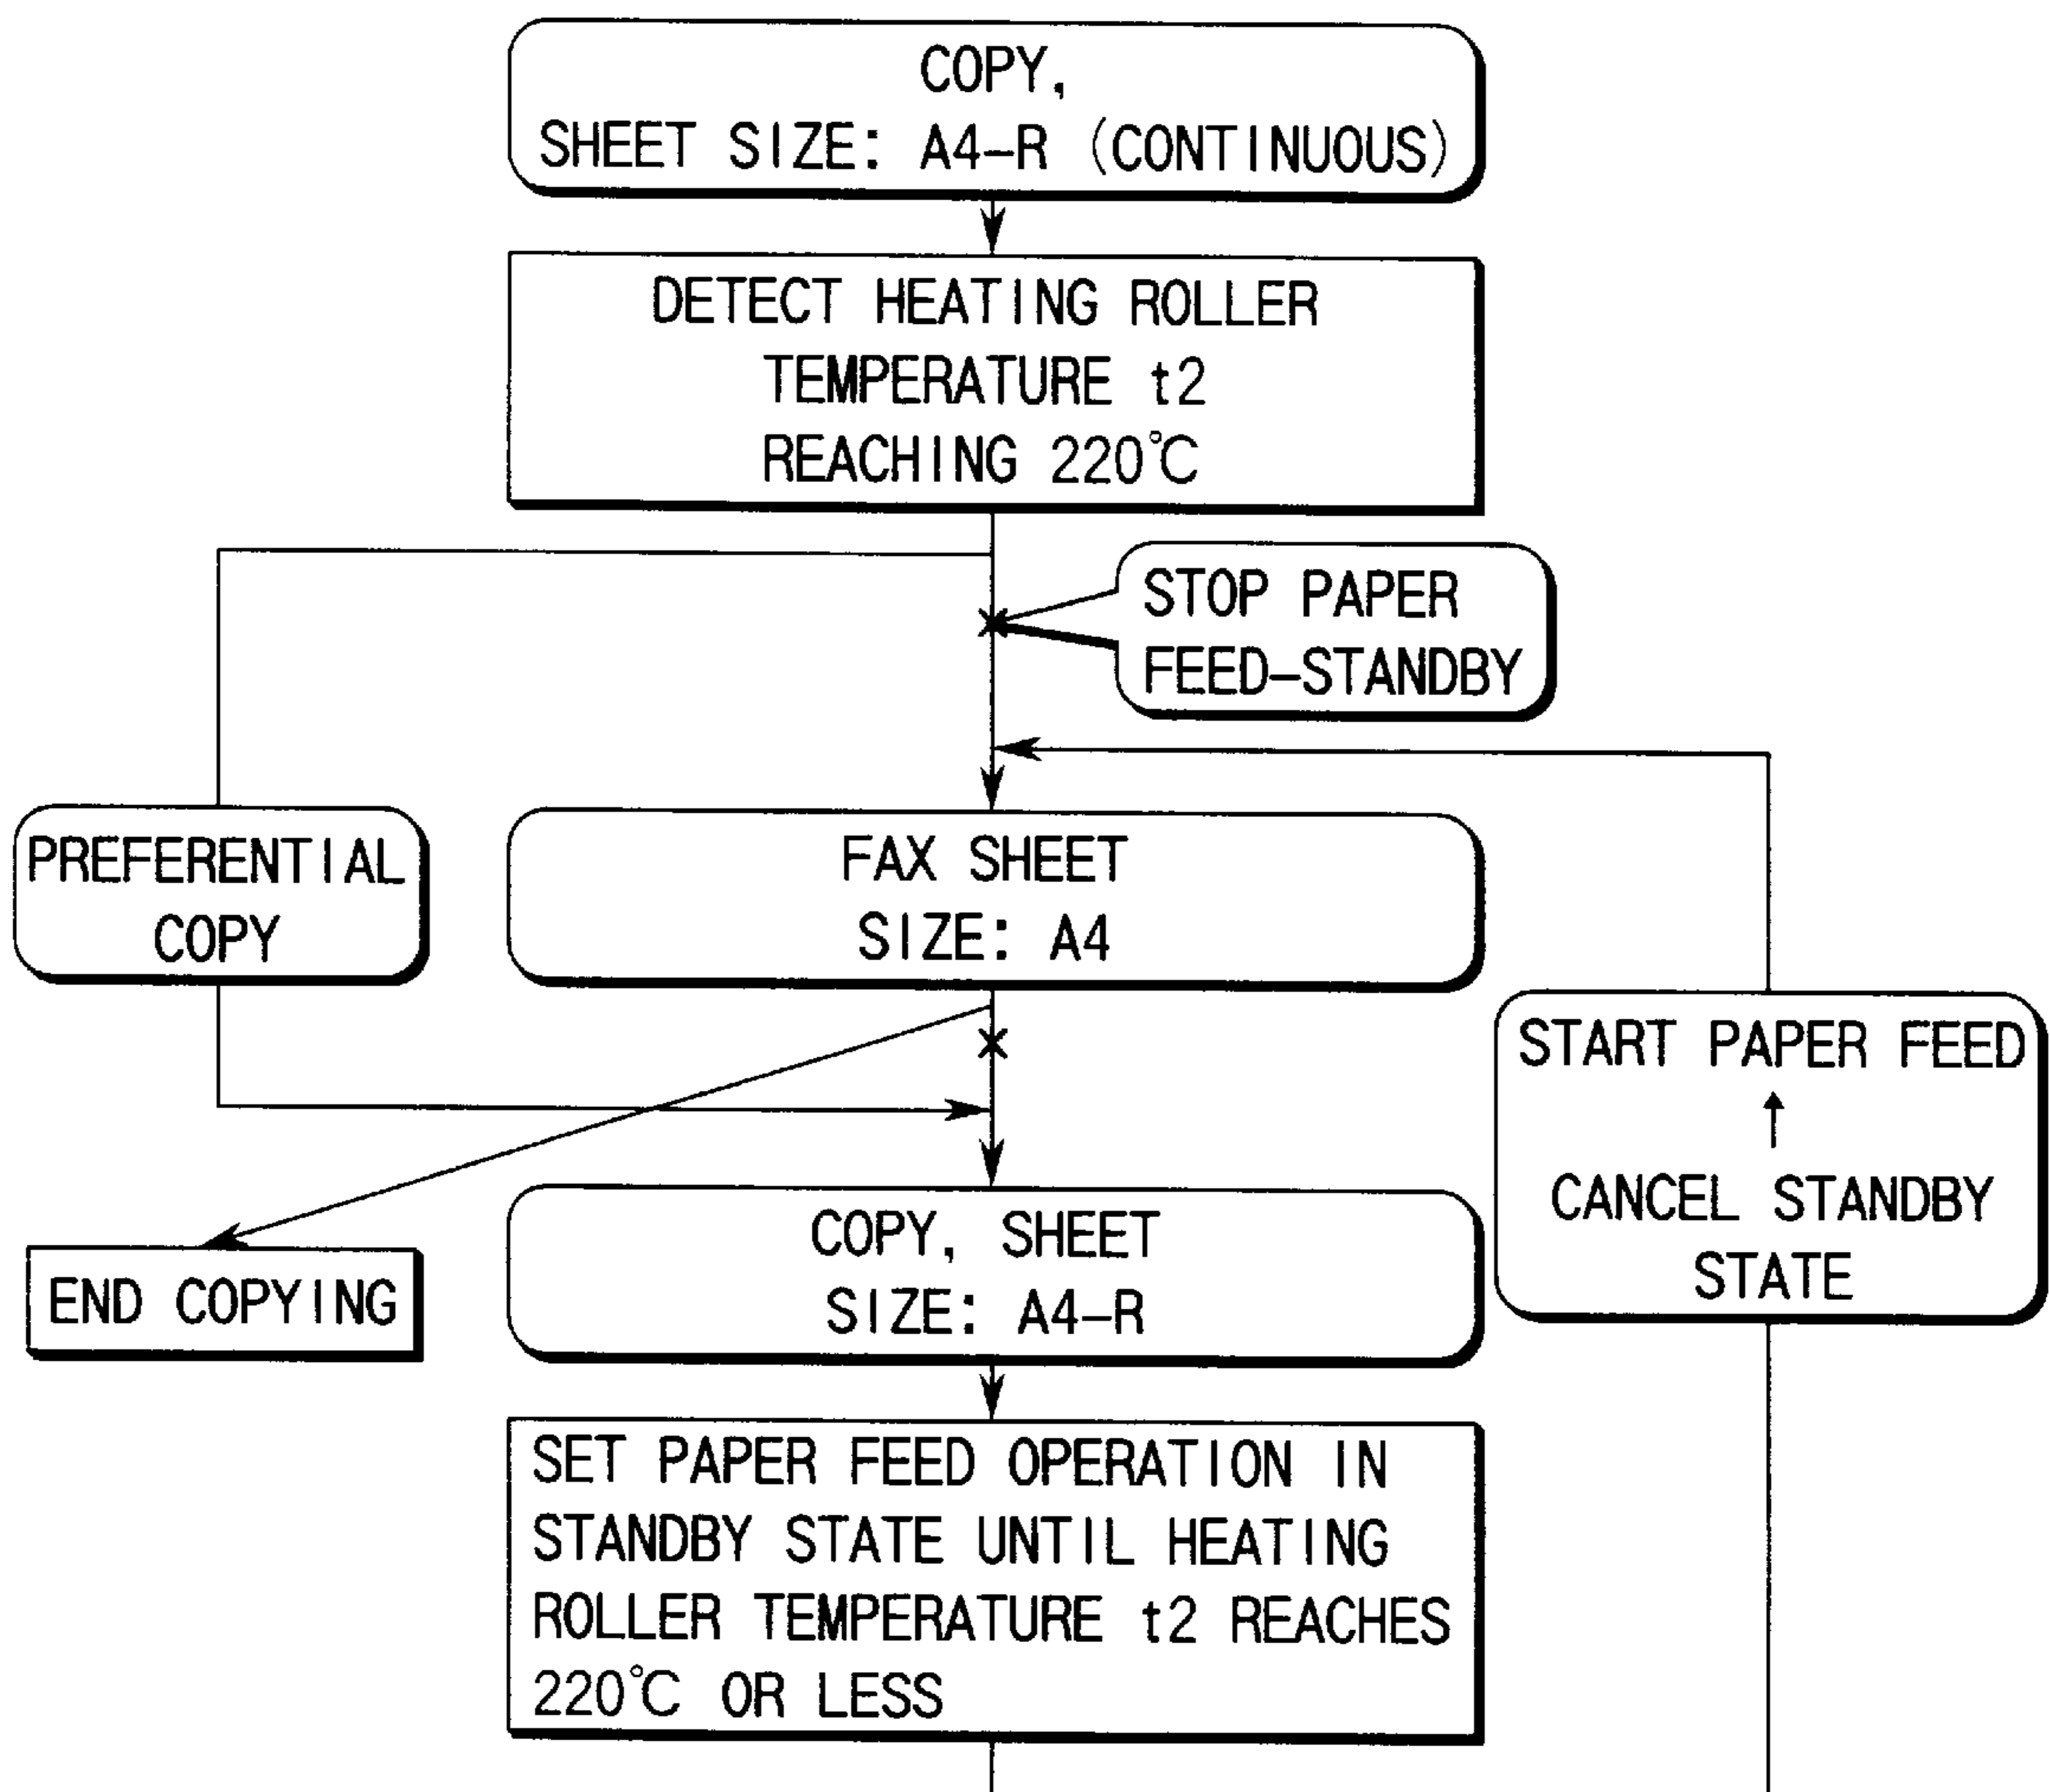 COPY,
SHEET SIZE: A4-R (CONTINUOUS)
DETECT HEATING ROLLER
TEMPERATURE t2
REACHING 220℃
STOP PAPER
FEED-STANDBY
PREFERENTIAL
COPY
FAX SHEET
SIZE: A4
START PAPER FEED
↑
CANCEL STANDBY
STATE
END COPYING
COPY, SHEET
SIZE: A4-R
SET PAPER FEED OPERATION IN
STANDBY STATE UNTIL HEATING
ROLLER TEMPERATURE t2 REACHES
220℃ OR LESS